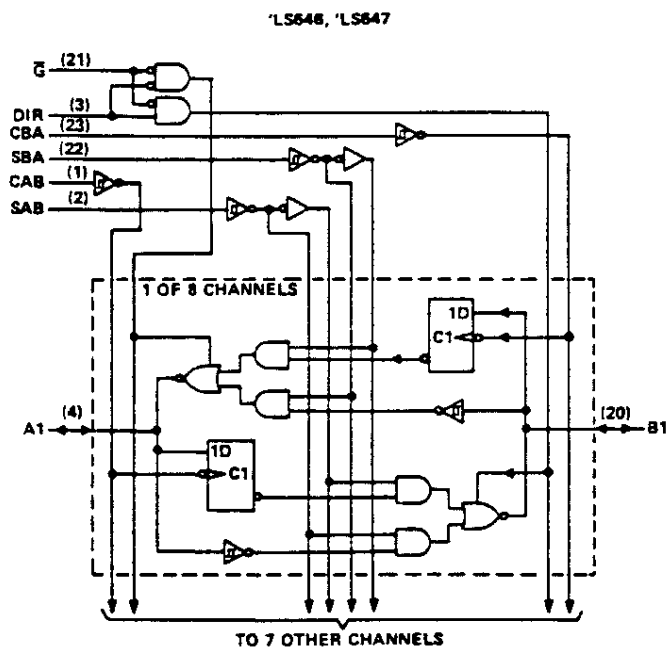 'LS646, 'LS647
G (21)
DIR (3)
CBA (23)
SBA (22)
CAB (1)
SAB (2)
1 OF 8 CHANNELS
1D
C1
A1 (4)
(20) B1
1D
C1
TO 7 OTHER CHANNELS